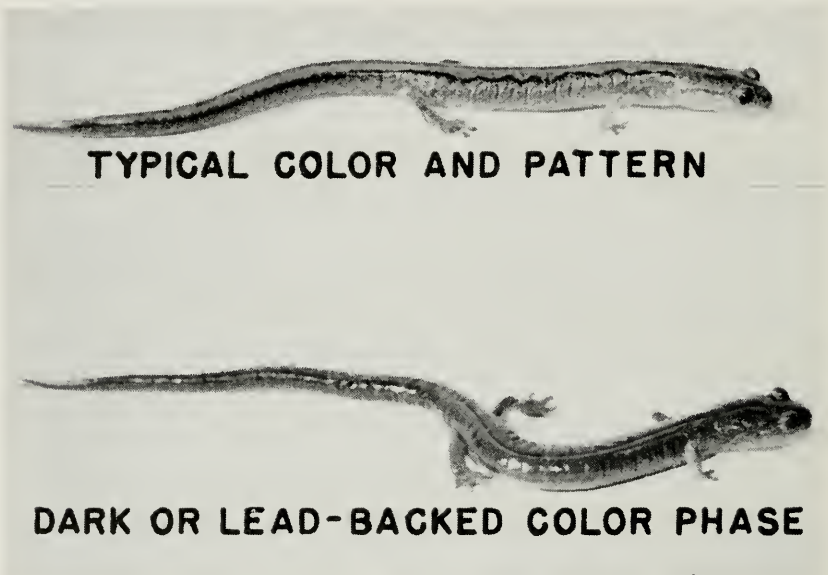 TYPICAL COLOR AND PATTERN
DARK OR LEAD-BACKED COLOR PHASE